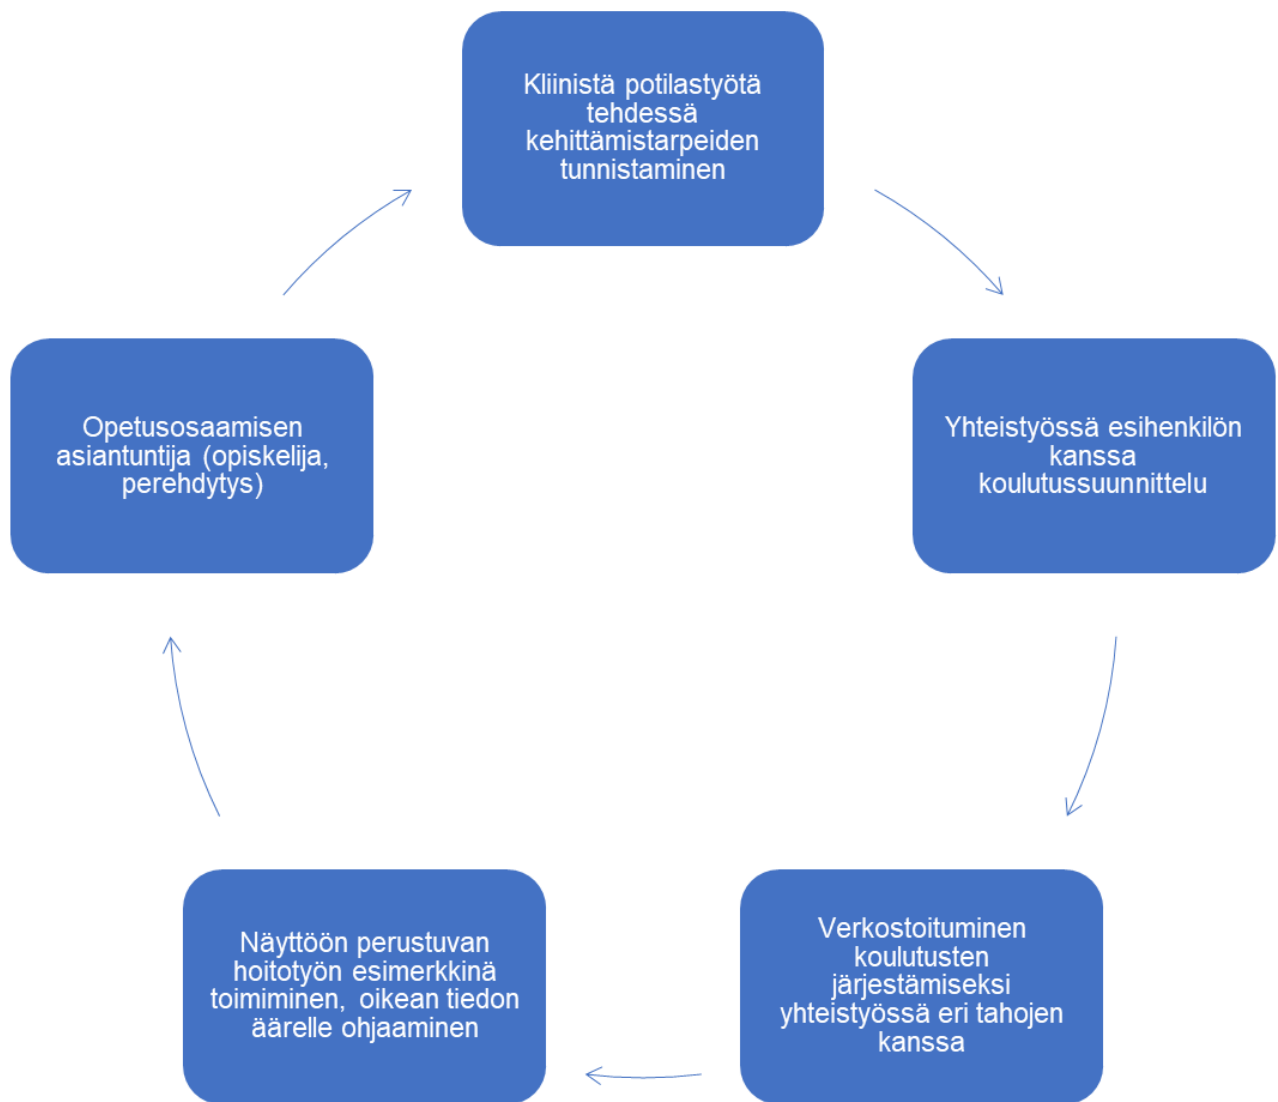 Kliinistä potilastyötä
tehdessä
kehittämistarpeiden
tunnistaminen
Yhteistyössä esihenkilön
kanssa
koulutussuunnittelu
Verkostoituminen
koulutusten
järjestämiseksi
yhteistyössä eri tahojen
kanssa
Näyttöön perustuvan
hoitotyön esimerkkinä
toimiminen, oikean tiedon
äärelle ohjaaminen
Opetusosaamisen
asiantuntija (opiskelija,
perehdytys)